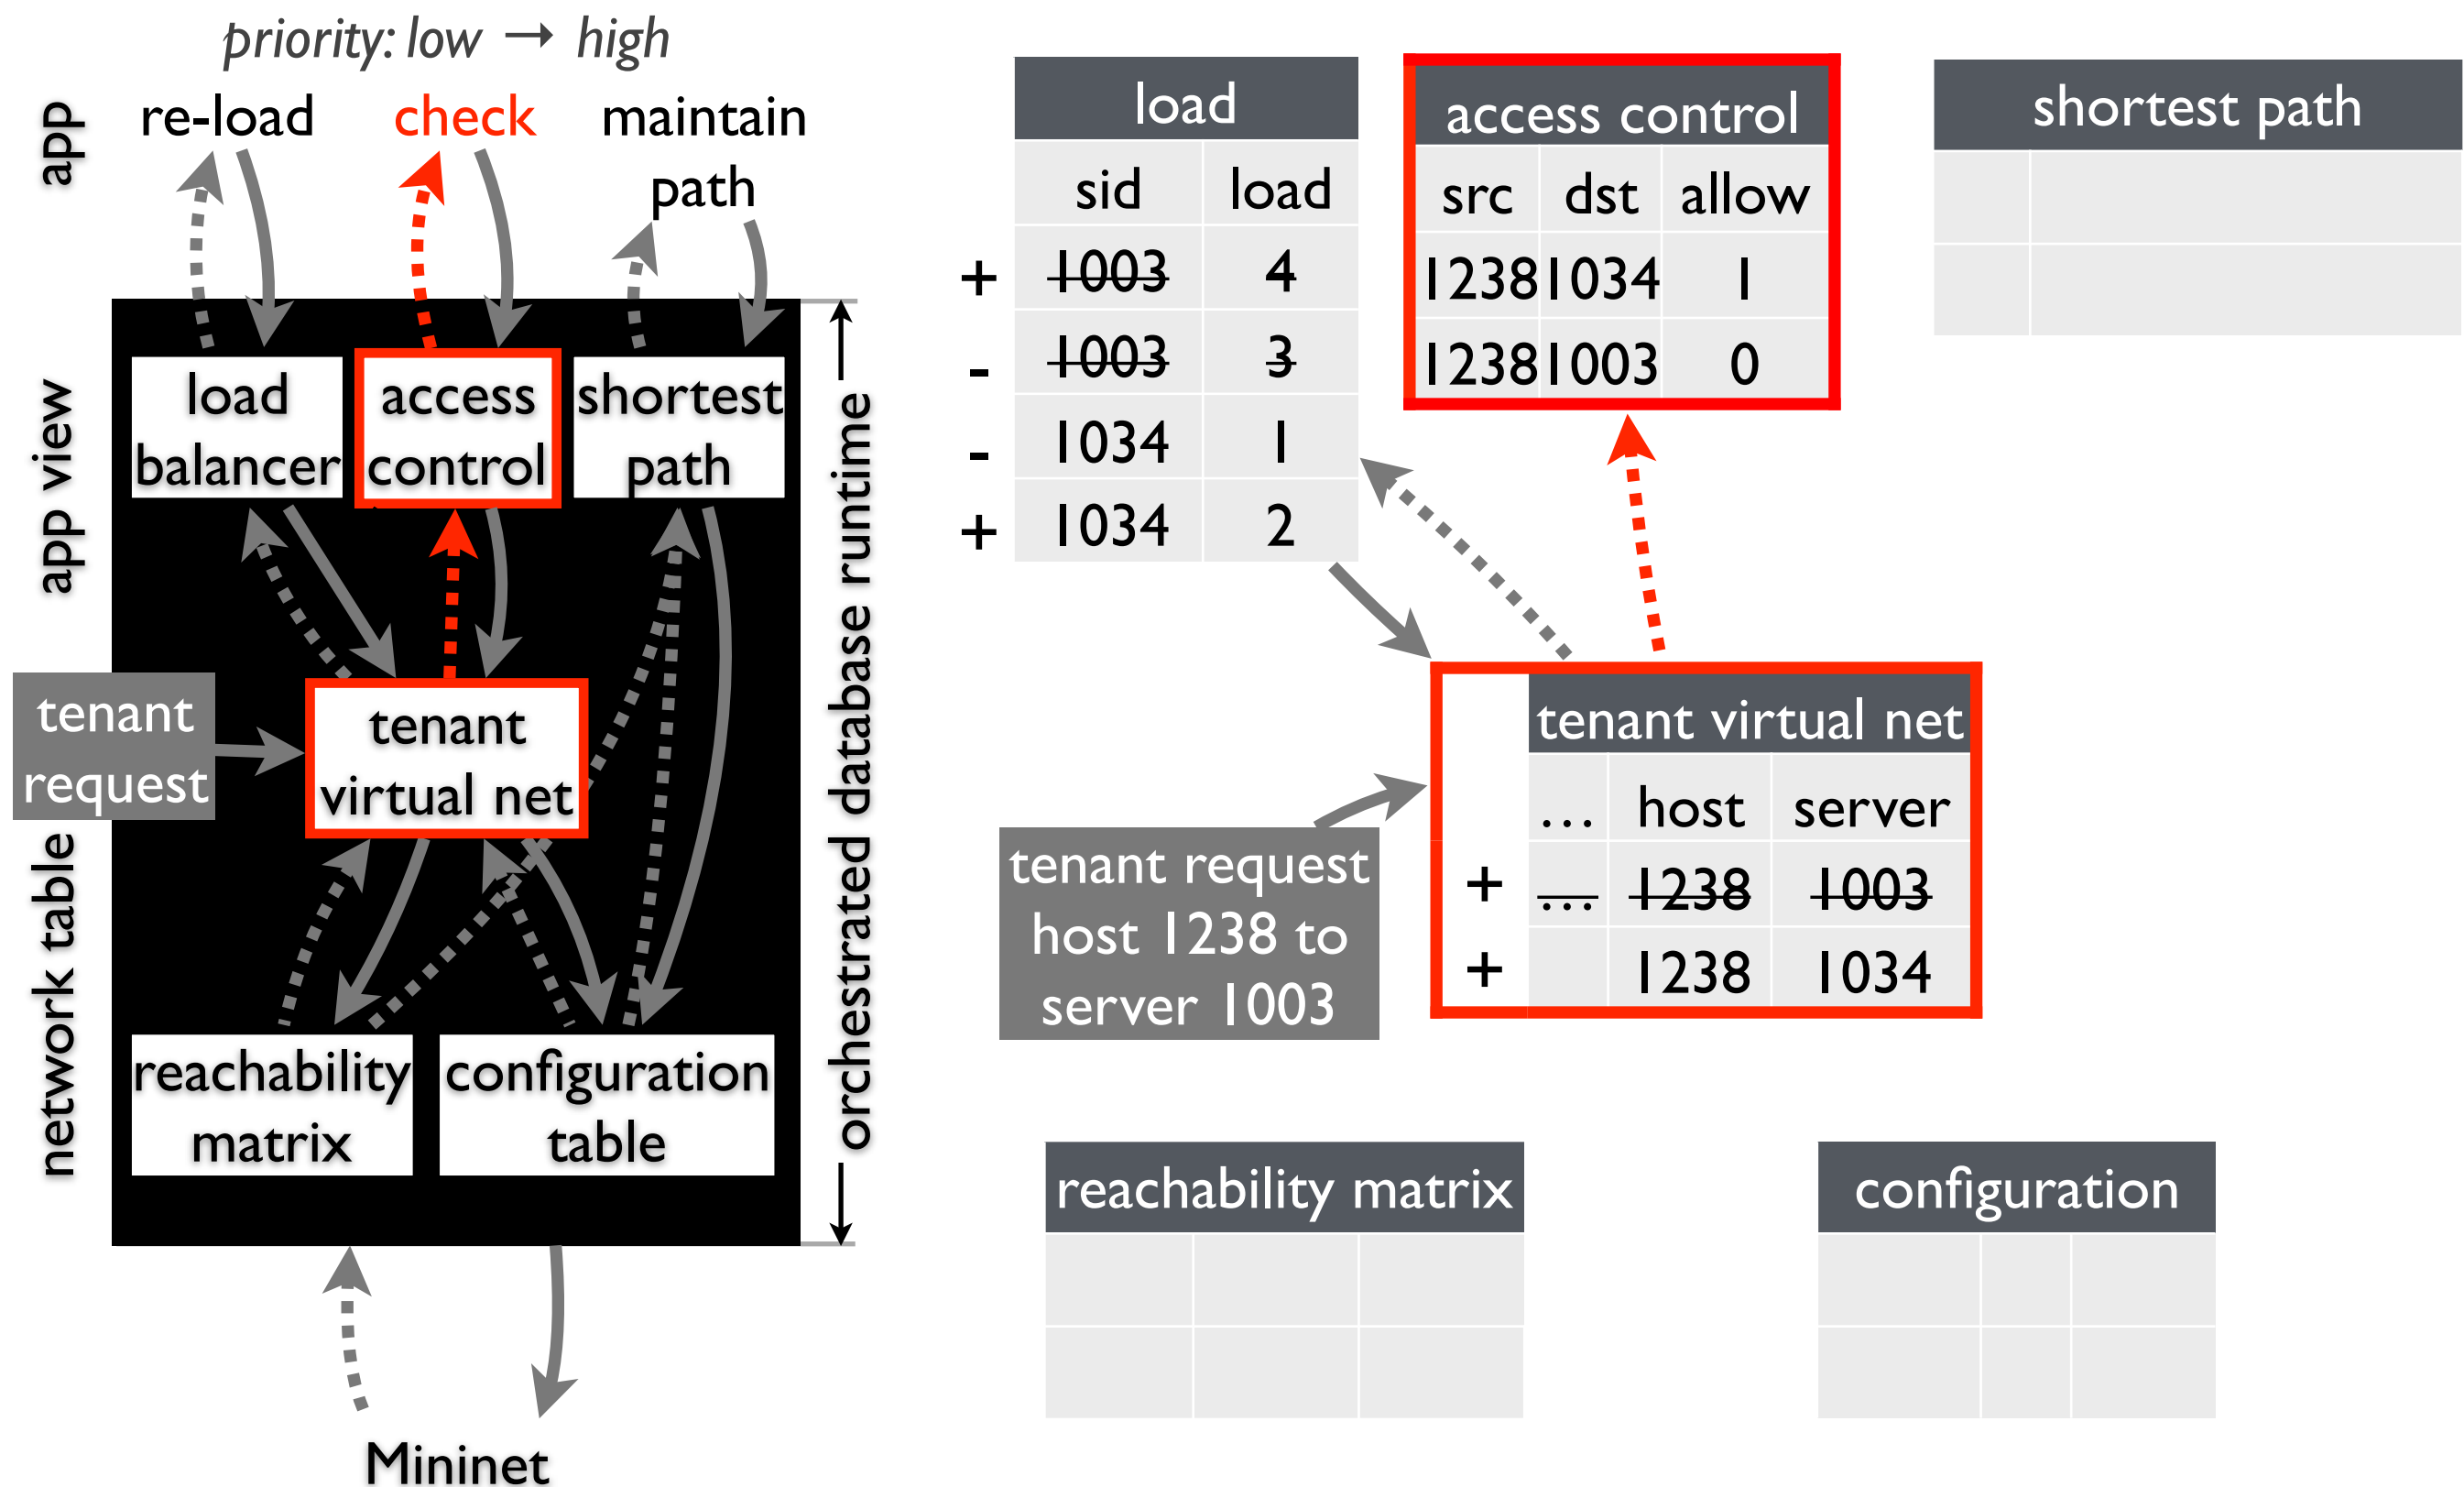 priority: low → high
app
re-load
check
maintain
path
app view
load
balancer
access
control
shortest
path
orchestrated database runtime
tenant
request
tenant
virtual net
network table
reachability
matrix
configuration
table
Mininet
load
sid load
+ 1003 4
- 1003 3
- 1034 1
+ 1034 2
access control
src dst allow
1238 1034 1
1238 1003 0
shortest path
tenant virtual net
... host server
+ ... 1238 1003
+ 1238 1034
tenant request
host 1238 to
server 1003
reachability matrix
configuration